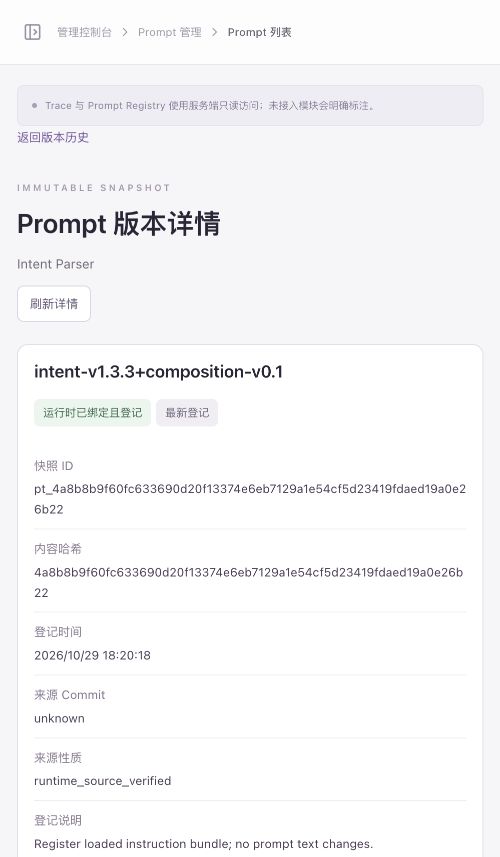 管理控制台 > Prompt 管理 > Prompt 列表
Trace 与 Prompt Registry 使用服务端只读访问；未接入模块会明确标注。
返回版本历史
IMMUTABLE SNAPSHOT
Prompt 版本详情
Intent Parser
刷新详情
intent-v1.3.3+composition-v0.1
运行时已绑定且登记 最新登记
快照 ID
pt_4a8b8b9f60fc633690d20f13374e6eb7129a1e54cf5d23419fdaed19a0e2
6b22
内容哈希
4a8b8b9f60fc633690d20f13374e6eb7129a1e54cf5d23419fdaed19a0e26b
22
登记时间
2026/10/29 18:20:18
来源 Commit
unknown
来源性质
runtime_source_verified
登记说明
Register loaded instruction bundle; no prompt text changes.